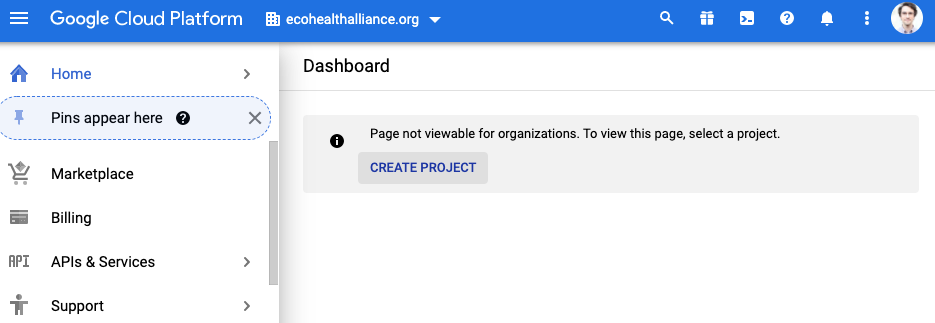 Google Cloud Platform
ecohealthalliance.org
Home
Pins appear here
Marketplace
Billing
API APIs & Services
Support
Dashboard
Page not viewable for organizations. To view this page, select a project.
CREATE PROJECT